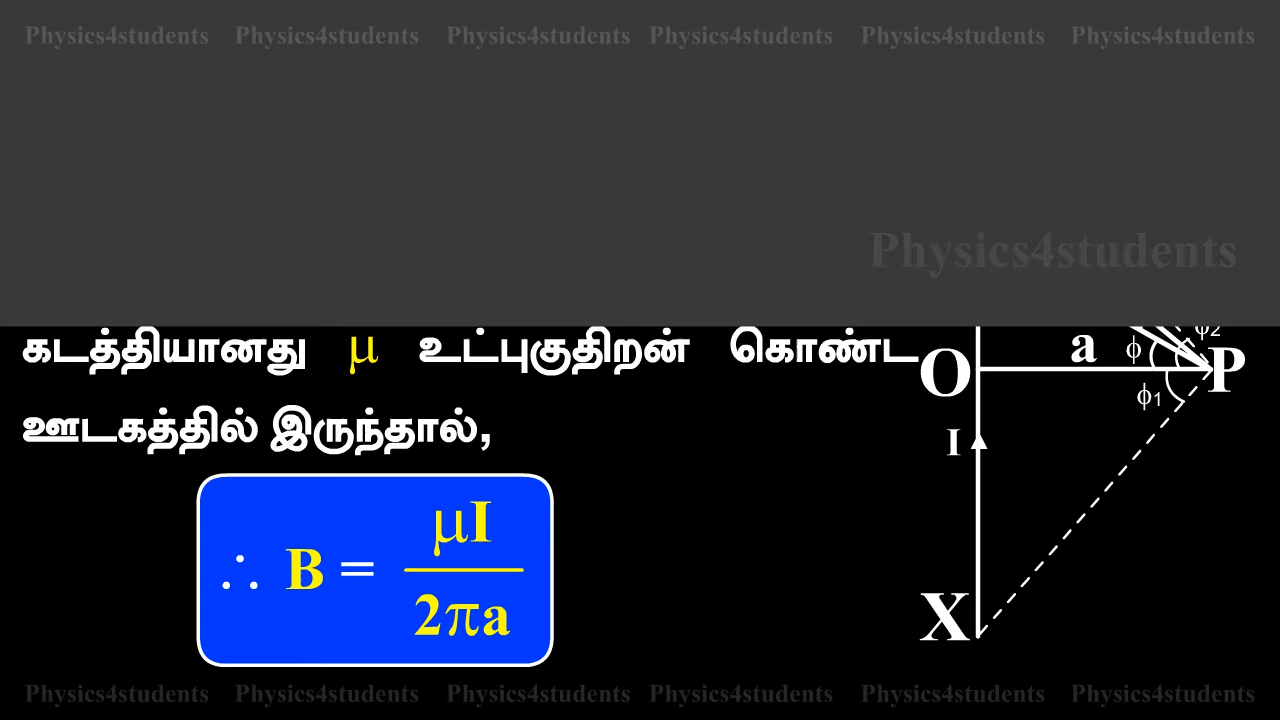 Physics4students Physics4students Physics4students Physics4students Physics4students Physics4students
Physics4students
கடத்தியானது μ உட்புகுதிறன் கொண்ட
ஊடகத்தில் இருந்தால்,
∴ B = μI
2πa
ϕ2
a
ϕ
O
P
ϕ1
I
X
Physics4students Physics4students Physics4students Physics4students Physics4students Physics4students